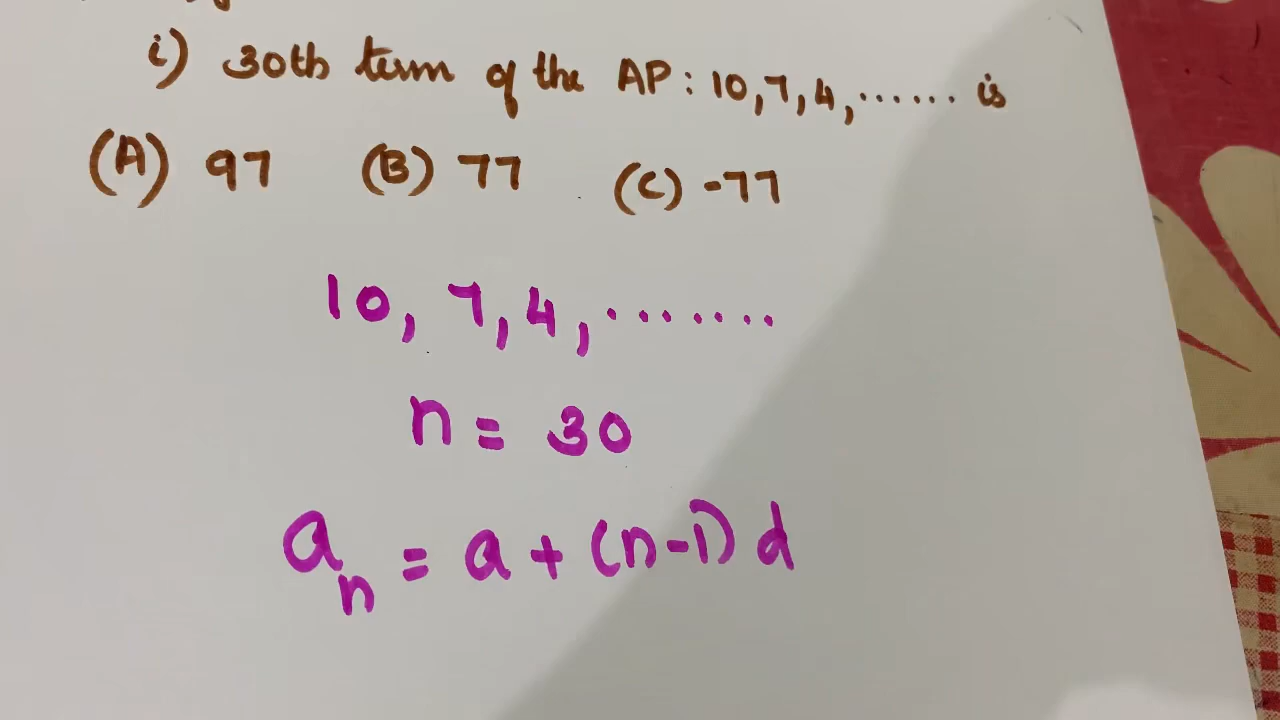 i) 30th term of the AP: 10, 7, 4, ...... is
(A) 97 (B) 77 (C) -77
10, 7, 4, .......
n = 30
aₙ = a + (n-1) d